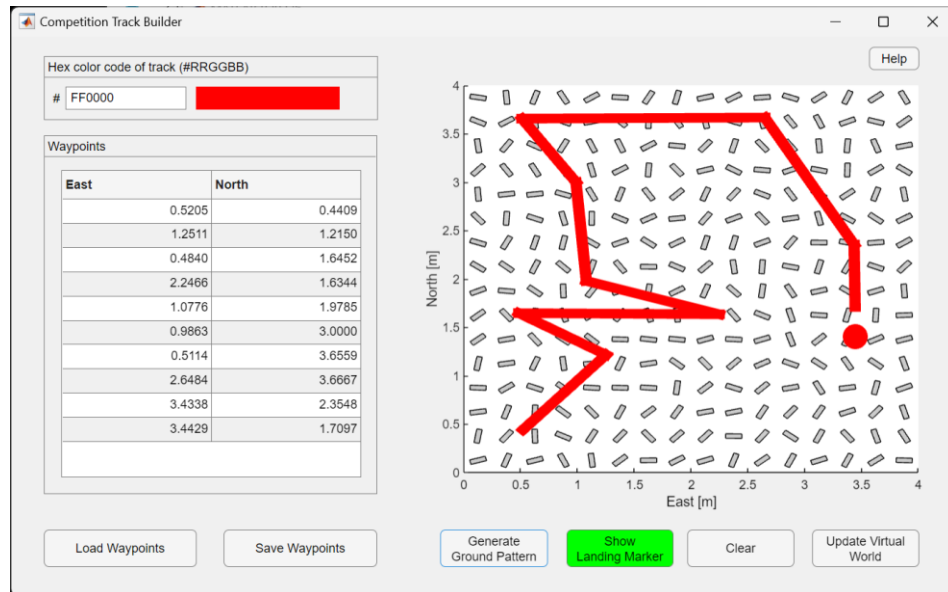 Competition Track Builder
Help
Hex color code of track (#RRGGBB)
# FF0000
Waypoints
East North
0.5205 0.4409
1.2511 1.2150
0.4840 1.6452
2.2466 1.6344
1.0776 1.9785
0.9863 3.0000
0.5114 3.6559
2.6484 3.6667
3.4338 2.3548
3.4429 1.7097
Load Waypoints
Save Waypoints
4
3.5
3
2.5
2
1.5
1
0.5
0
North [m]
0 0.5 1 1.5 2 2.5 3 3.5 4
East [m]
Generate
Ground Pattern
Show
Landing Marker
Clear
Update Virtual
World